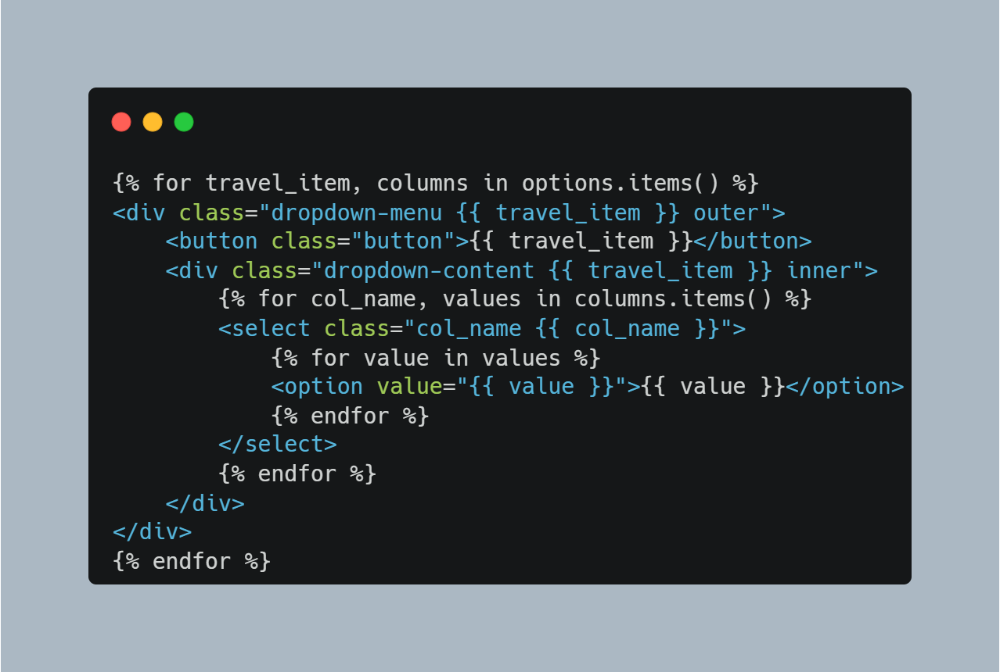 {% for travel_item, columns in options.items() %}
<div class="dropdown-menu {{ travel_item }} outer">
    <button class="button">{{ travel_item }}</button>
    <div class="dropdown-content {{ travel_item }} inner">
        {% for col_name, values in columns.items() %}
        <select class="col_name {{ col_name }}">
            {% for value in values %}
            <option value="{{ value }}">{{ value }}</option>
            {% endfor %}
        </select>
        {% endfor %}
    </div>
</div>
{% endfor %}